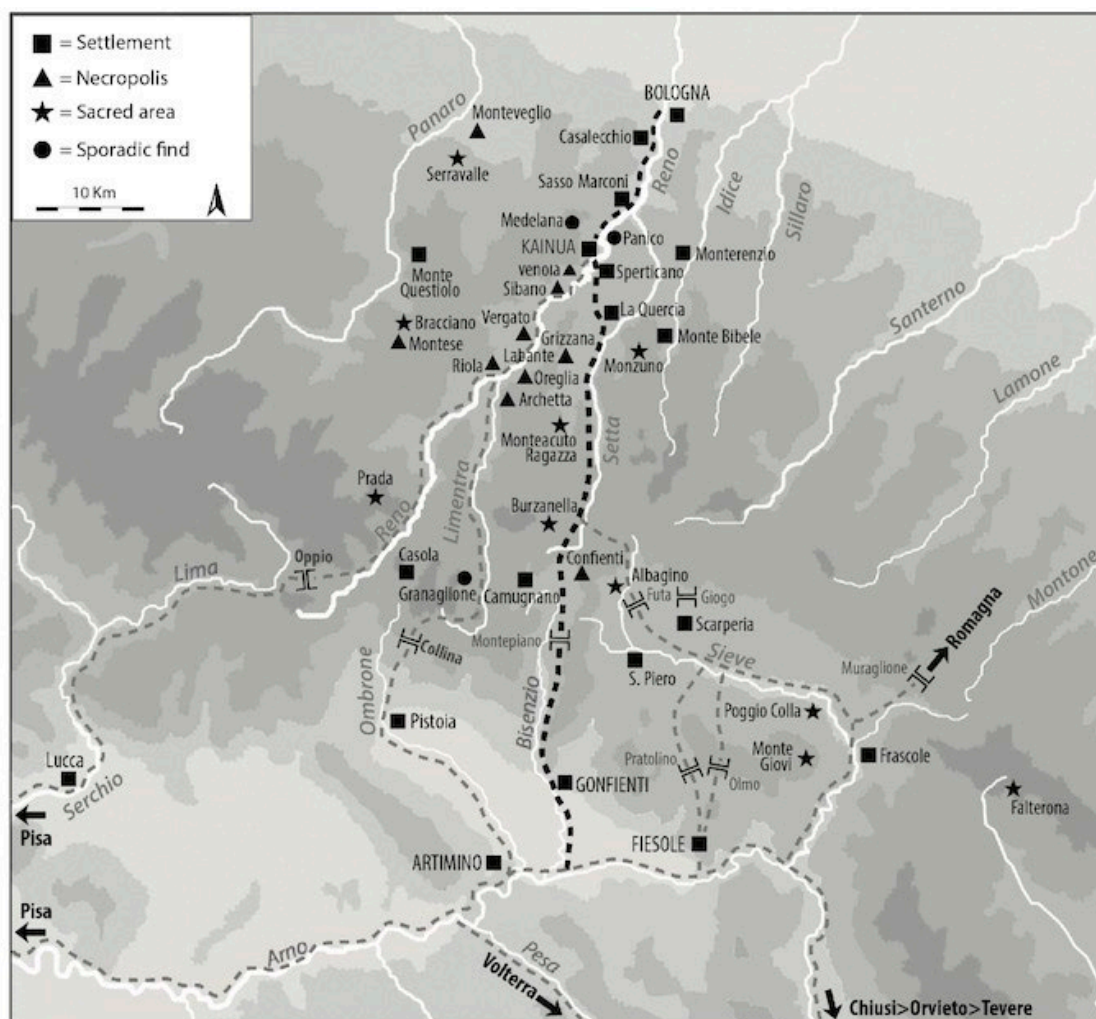 = Settlement
= Necropolis
= Sacred area
= Sporadic find
10 Km
Panaro
Monteveglio
Serravalle
BOLOGNA
Casalecchio
Reno
Idice
Sillaro
Sasso Marconi
Medelana
Panico
KAINUA
Monterenzio
Monte
Questiolo
Sperticano
Sibano
Santerno
La Quercia
Bracciano
Vergato
Grizzana
Monte Bibele
Montese
Labante
Monzuno
Lamone
Riola
Oreglia
Archetta
Monteacuto
Ragazza
Setta
Limentra
Prada
Reno
Burzanella
Oppio
Casola
Confienti
Albagino
Montone
Lima
Granaglione
Camugnano
Futa
Giogo
Scarperia
Collina
Montepiano
Sieve
Romagna
Muraglione
S. Piero
Ombrone
Bisenzio
Pistoia
Poggio Colla
Lucca
Serchio
Pratolino
Monte
Giovi
Olmo
Frascole
GONFIENTI
Falterona
Pisa
ARTIMINO
FIESOLE
Pisa
Arno
Pesa
Volterra
Chiusi>Orvieto>Tevere